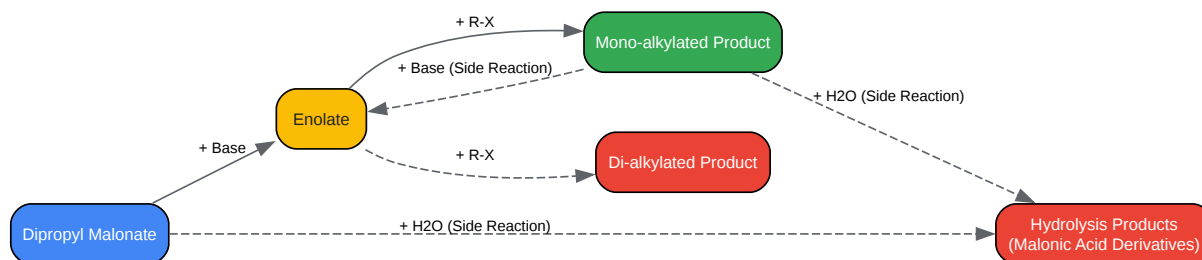 + R-X
Mono-alkylated Product
+ Base (Side Reaction)
+ H2O (Side Reaction)
Enolate
+ Base
+ R-X
Di-alkylated Product
Dipropyl Malonate
+ H2O (Side Reaction)
Hydrolysis Products
(Malonic Acid Derivatives)